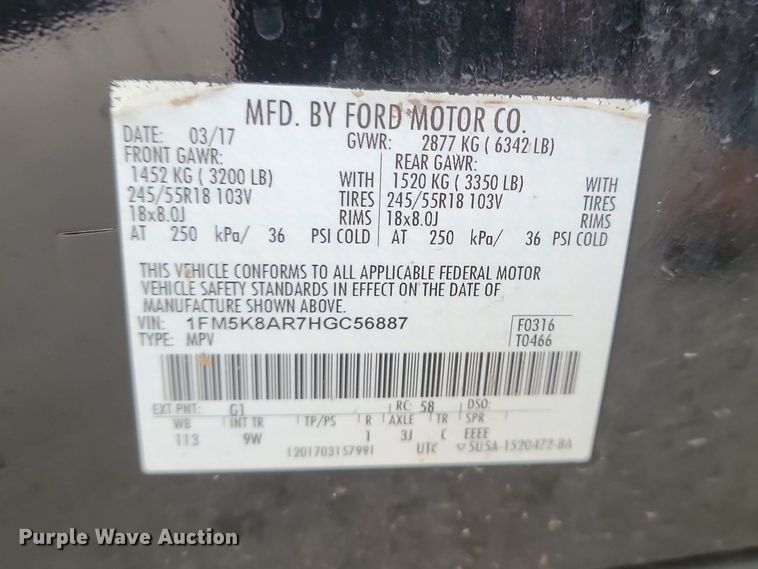 MFD. BY FORD MOTOR CO.
DATE: 03/17 GVWR: 2877 KG ( 6342 LB)
FRONT GAWR: REAR GAWR:
1452 KG ( 3200 LB) WITH 1520 KG ( 3350 LB) WITH
245/55R18 103V TIRES 245/55R18 103V TIRES
18x8.0J RIMS 18x8.0J RIMS
AT 250 kPa/ 36 PSI COLD AT 250 kPa/ 36 PSI COLD
THIS VEHICLE CONFORMS TO ALL APPLICABLE FEDERAL MOTOR
VEHICLE SAFETY STANDARDS IN EFFECT ON THE DATE OF
MANUFACTURE SHOWN ABOVE.
VIN: 1FM5K8AR7HGC56887 F0316
TYPE: MPV T0466
EXT PNT: G1 RC: 58 DSO:
WB INT TR TP/PS R AXLE TR SPR
113 9W 1 3J C EEEE
1201703157991 UTC 5U5A-1520472-BA
Purple Wave Auction